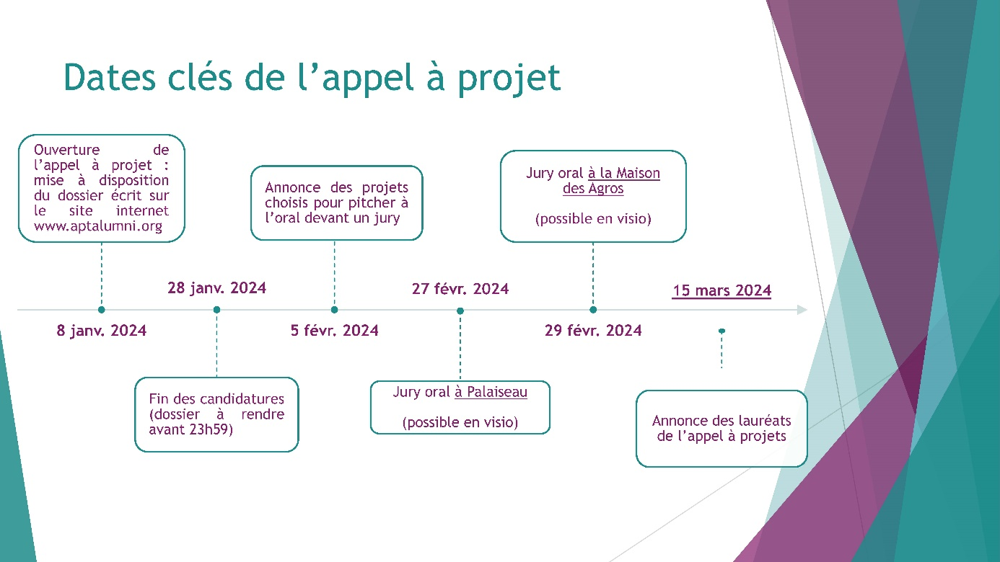 Dates clés de l’appel à projet
Ouverture de
l’appel à projet :
mise à disposition
du dossier écrit sur
le site internet
www.aptalumni.org
Annonce des projets
choisis pour pitcher à
l’oral devant un jury
Jury oral à la Maison
des Agros
(possible en visio)
28 janv. 2024
27 févr. 2024
15 mars 2024
8 janv. 2024
5 févr. 2024
29 févr. 2024
Fin des candidatures
(dossier à rendre
avant 23h59)
Jury oral à Palaiseau
(possible en visio)
Annonce des lauréats
de l’appel à projets